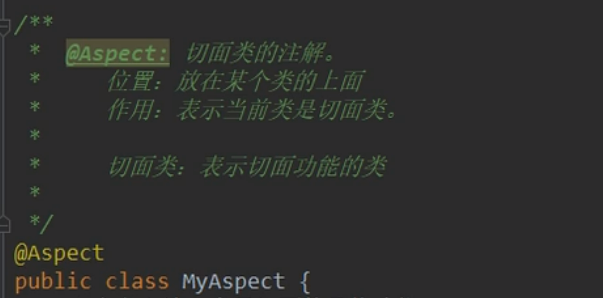 /**
* @Aspect: 切面类的注解。
* 位置：放在某个类的上面
* 作用：表示当前类是切面类。
*
* 切面类：表示切面功能的类
*
*/
@Aspect
public class MyAspect {